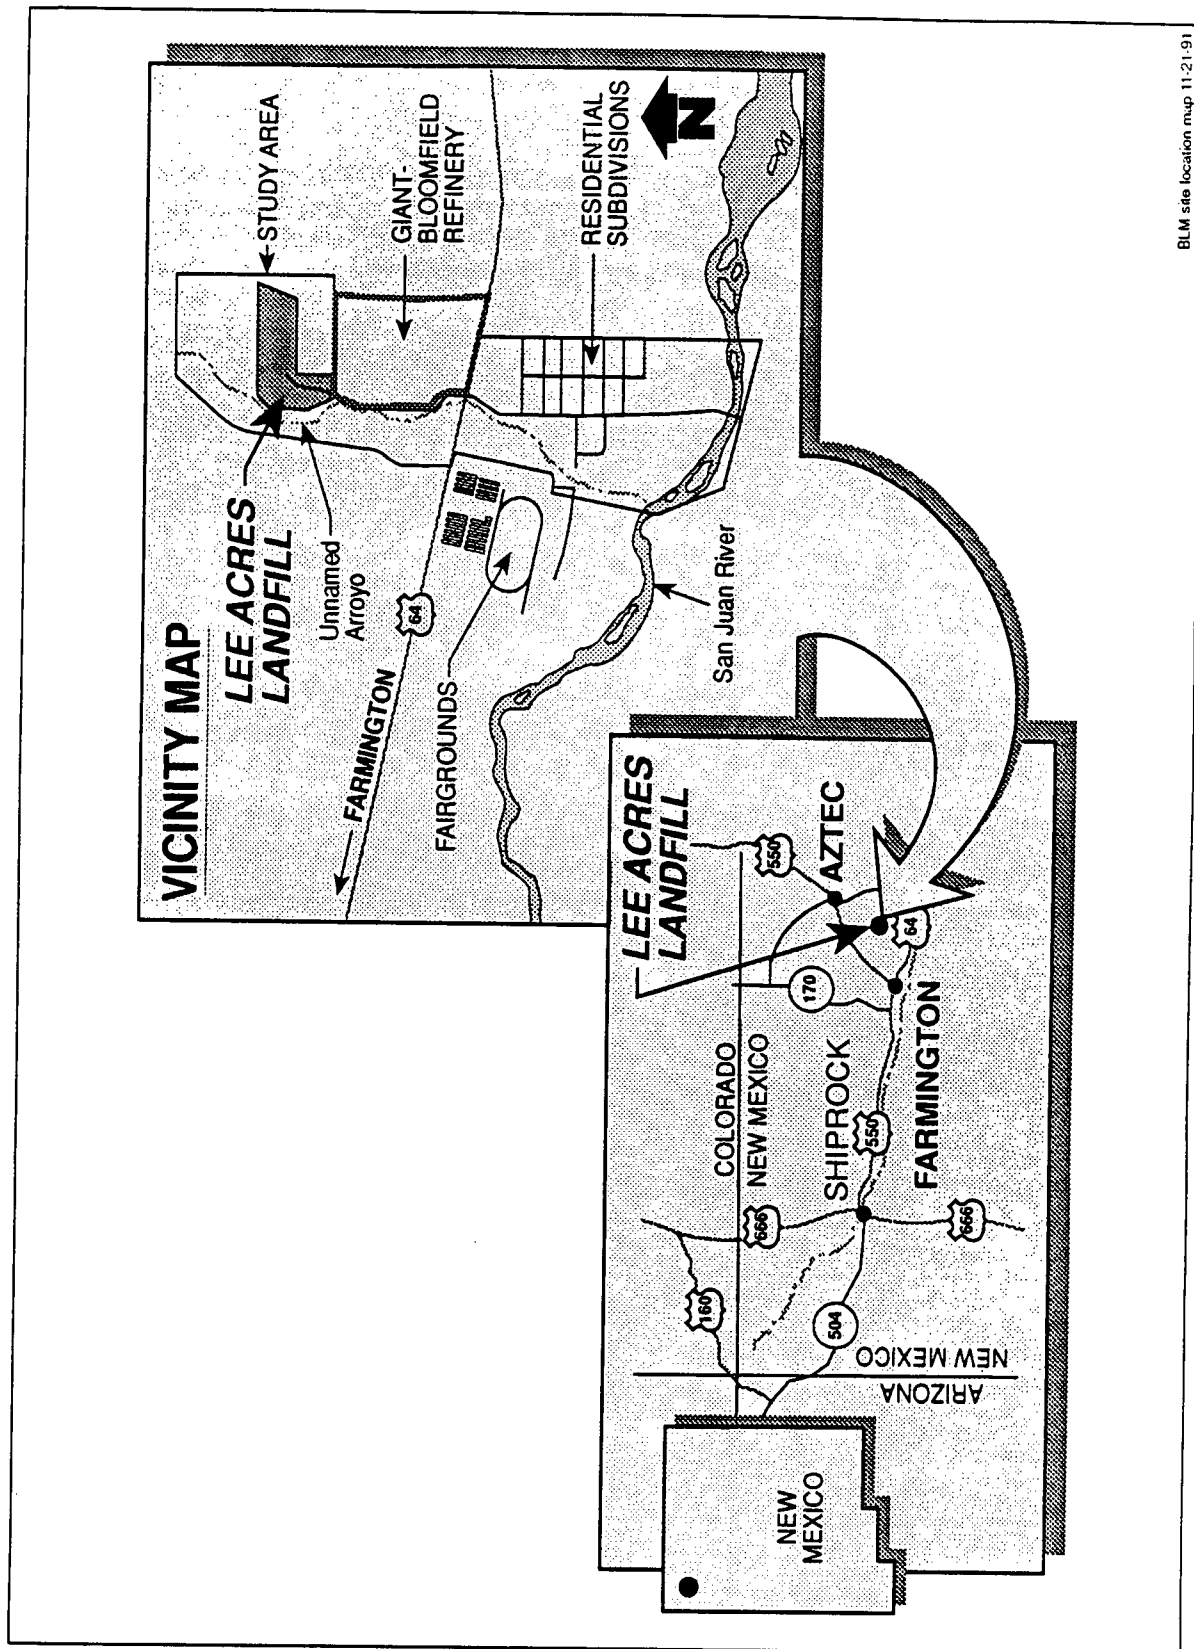 VICINITY MAP
LEE ACRES
LANDFILL
Unnamed
Arroyo
STUDY AREA
GIANT-
BLOOMFIELD
REFINERY
64
FARMINGTON
FAIRGROUNDS
RESIDENTIAL
SUBDIVISIONS
N
San Juan River
LEE ACRES
LANDFILL
550
AZTEC
170
64
COLORADO
NEW MEXICO
SHIPROCK
550
FARMINGTON
666
666
160
504
ARIZONA
NEW MEXICO
NEW
MEXICO
BLM site location map 11-21-91